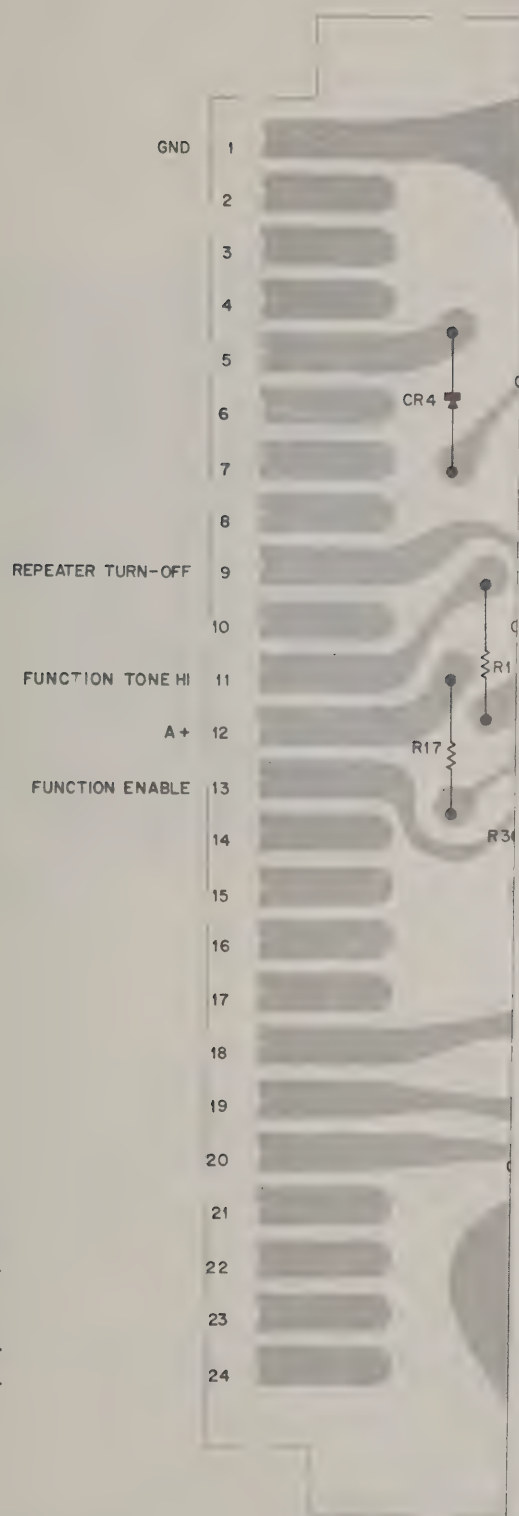 GND 1
2
3
4
5
CR4
6
7
8
REPEATER TURN-OFF 9
10
FUNCTION TONE HI 11
R1
A+ 12
R17
FUNCTION ENABLE 13
14
15
16
17
18
19
20
21
22
23
24